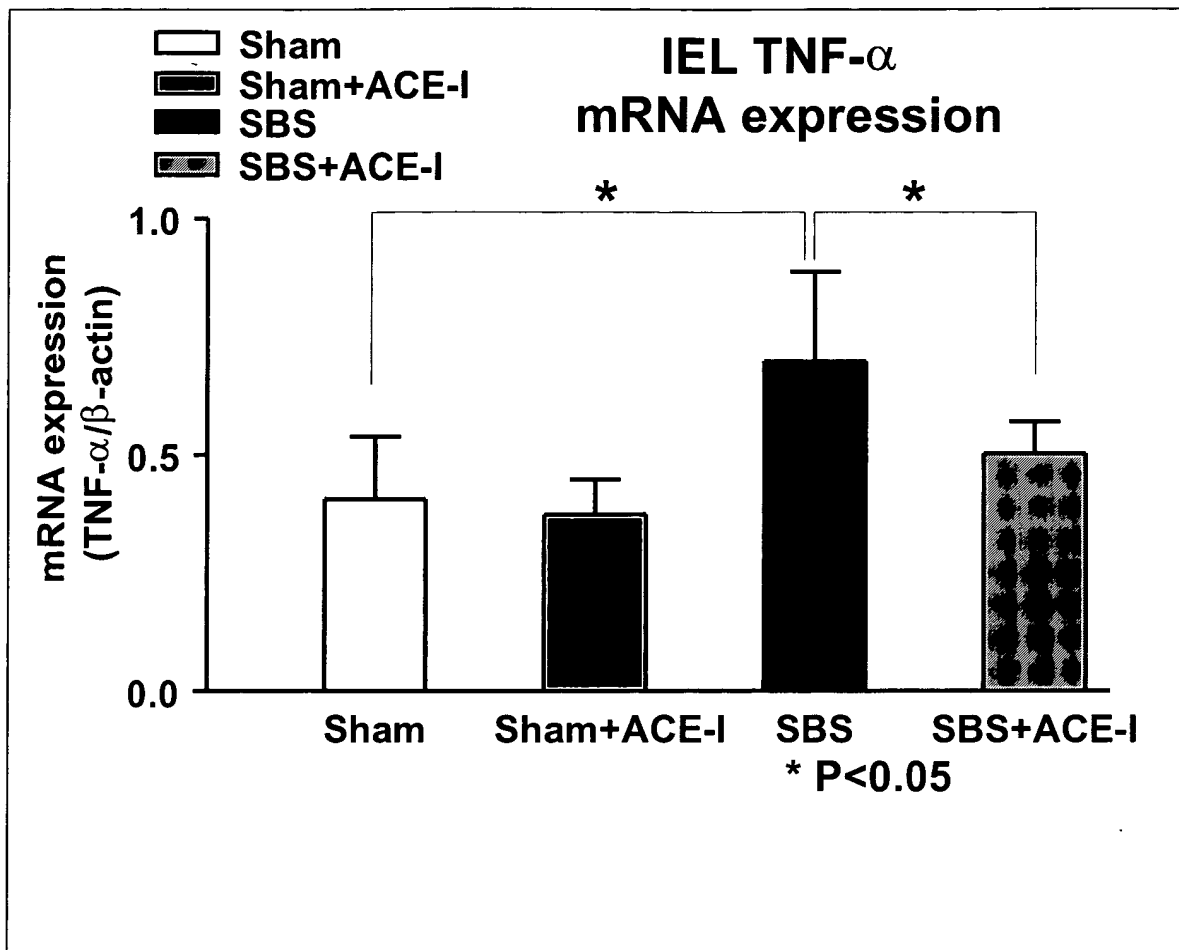 Sham
Sham+ACE-I
SBS
SBS+ACE-I
IEL TNF-α
mRNA expression
*
*
1.0
0.5
0.0
mRNA expression
(TNF-α/β-actin)
Sham
Sham+ACE-I
SBS
SBS+ACE-I
* P<0.05